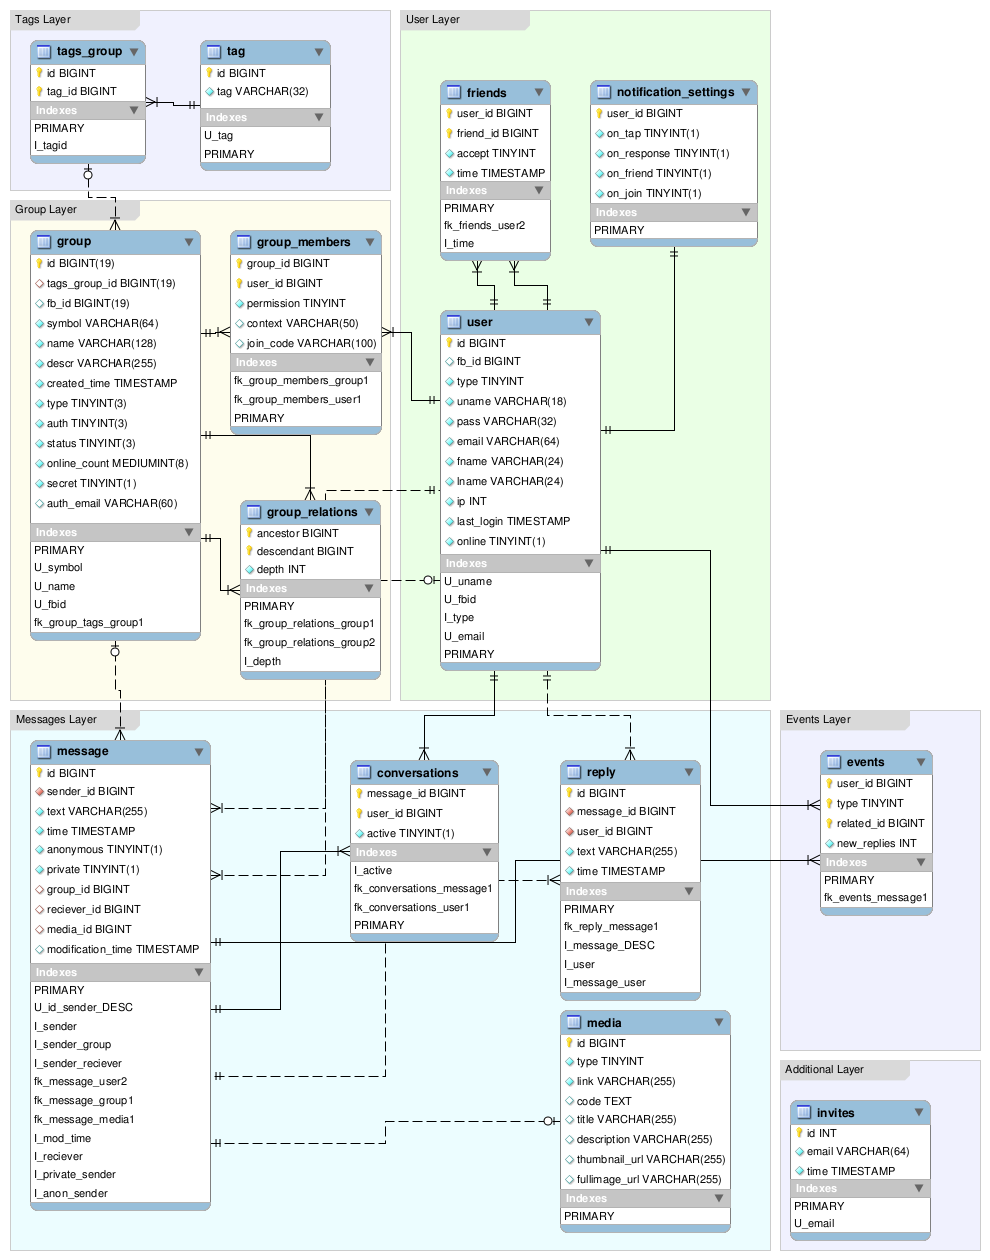 Tags Layer
tags_group
id BIGINT
tag_id BIGINT
Indexes
PRIMARY
I_tagid
tag
id BIGINT
tag VARCHAR(32)
Indexes
U_tag
PRIMARY
User Layer
friends
user_id BIGINT
friend_id BIGINT
accept TINYINT
time TIMESTAMP
Indexes
PRIMARY
fk_friends_user2
I_time
notification_settings
user_id BIGINT
on_tap TINYINT(1)
on_response TINYINT(1)
on_friend TINYINT(1)
on_join TINYINT(1)
Indexes
PRIMARY
Group Layer
group
id BIGINT(19)
tags_group_id BIGINT(19)
fb_id BIGINT(19)
symbol VARCHAR(64)
name VARCHAR(128)
descr VARCHAR(255)
created_time TIMESTAMP
type TINYINT(3)
auth TINYINT(3)
status TINYINT(3)
online_count MEDIUMINT(8)
secret TINYINT(1)
auth_email VARCHAR(60)
Indexes
PRIMARY
U_symbol
U_name
U_fbid
fk_group_tags_group1
group_members
group_id BIGINT
user_id BIGINT
permission TINYINT
context VARCHAR(50)
join_code VARCHAR(100)
Indexes
fk_group_members_group1
fk_group_members_user1
PRIMARY
group_relations
ancestor BIGINT
descendant BIGINT
depth INT
Indexes
PRIMARY
fk_group_relations_group1
fk_group_relations_group2
I_depth
user
id BIGINT
fb_id BIGINT
type TINYINT
uname VARCHAR(18)
pass VARCHAR(32)
email VARCHAR(64)
fname VARCHAR(24)
lname VARCHAR(24)
ip INT
last_login TIMESTAMP
online TINYINT(1)
Indexes
U_uname
U_fbid
I_type
U_email
PRIMARY
Messages Layer
message
id BIGINT
sender_id BIGINT
text VARCHAR(255)
time TIMESTAMP
anonymous TINYINT(1)
private TINYINT(1)
group_id BIGINT
reciever_id BIGINT
media_id BIGINT
modification_time TIMESTAMP
Indexes
PRIMARY
U_id_sender_DESC
I_sender
I_sender_group
I_sender_reciever
fk_message_user2
fk_message_group1
fk_message_media1
I_mod_time
I_reciever
I_private_sender
I_anon_sender
conversations
message_id BIGINT
user_id BIGINT
active TINYINT(1)
Indexes
I_active
fk_conversations_message1
fk_conversations_user1
PRIMARY
reply
id BIGINT
message_id BIGINT
user_id BIGINT
text VARCHAR(255)
time TIMESTAMP
Indexes
PRIMARY
fk_reply_message1
I_message_DESC
I_user
I_message_user
media
id BIGINT
type TINYINT
link VARCHAR(255)
code TEXT
title VARCHAR(255)
description VARCHAR(255)
thumbnail_url VARCHAR(255)
fullimage_url VARCHAR(255)
Indexes
PRIMARY
Events Layer
events
user_id BIGINT
type TINYINT
related_id BIGINT
new_replies INT
Indexes
PRIMARY
fk_events_message1
Additional Layer
invites
id INT
email VARCHAR(64)
time TIMESTAMP
Indexes
PRIMARY
U_email